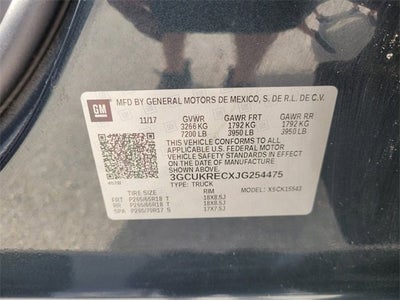 GM
MFD BY GENERAL MOTORS DE MEXICO, S. DE R.L. DE C.V.
11/17 GVWR GAWR FRT GAWR RR
3266 KG 1792 KG 1792 KG
7200 LB 3950 LB 3950 LB
THIS VEHICLE CONFORMS TO ALL
APPLICABLE U.S. FEDERAL MOTOR
VEHICLE SAFETY STANDARDS IN
EFFECT ON THE DATE OF
MANUFACTURE SHOWN ABOVE.
3GCUKRECXJG254475
TYPE: TRUCK MODEL: K5CK15543
TIRE SIZE RIM
FRT P265/65R18 T 18X8.5J
RR P265/65R18 T 18X8.5J
SPA P265/70R17 S 17X7.5J